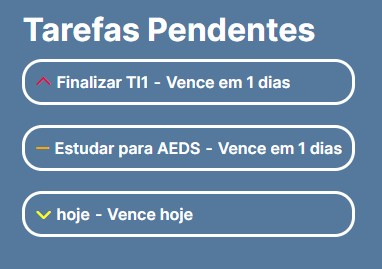 Tarefas Pendentes
Finalizar TI1 - Vence em 1 dias
Estudar para AEDS - Vence em 1 dias
hoje - Vence hoje